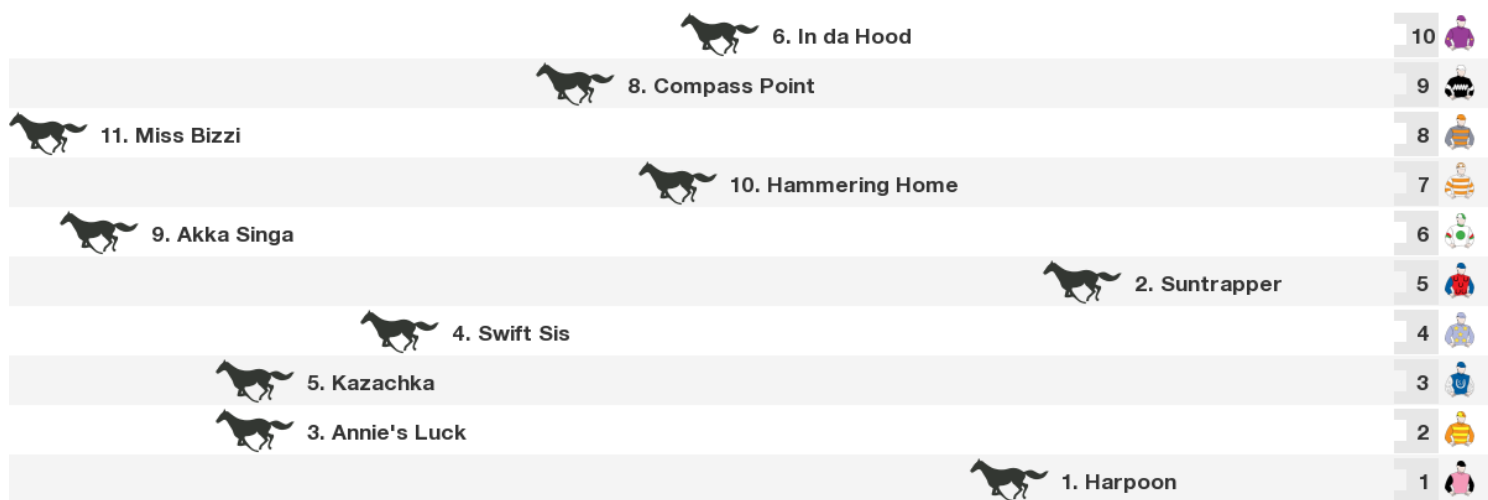 6. In da Hood 10
8. Compass Point 9
11. Miss Bizzi 8
10. Hammering Home 7
9. Akka Singa 6
2. Suntrapper 5
4. Swift Sis 4
5. Kazachka 3
3. Annie's Luck 2
1. Harpoon 1